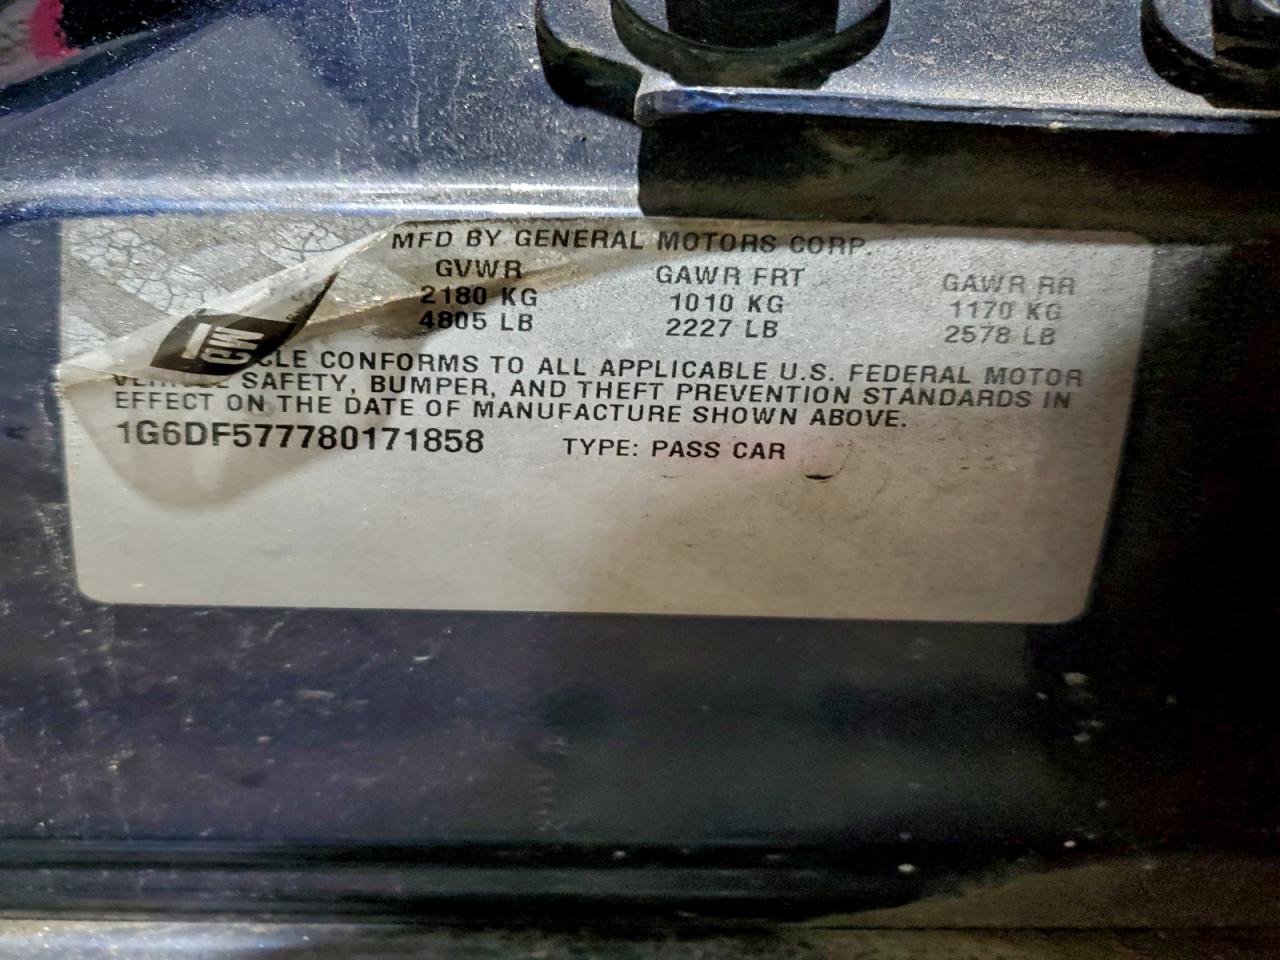 MFD BY GENERAL MOTORS CORP.
GVWR GAWR FRT GAWR RR
2180 KG 1010 KG 1170 KG
4805 LB 2227 LB 2578 LB
CLE CONFORMS TO ALL APPLICABLE U.S. FEDERAL MOTOR
VEHICLE SAFETY, BUMPER, AND THEFT PREVENTION STANDARDS IN
EFFECT ON THE DATE OF MANUFACTURE SHOWN ABOVE.
1G6DF577780171858 TYPE: PASS CAR
GM